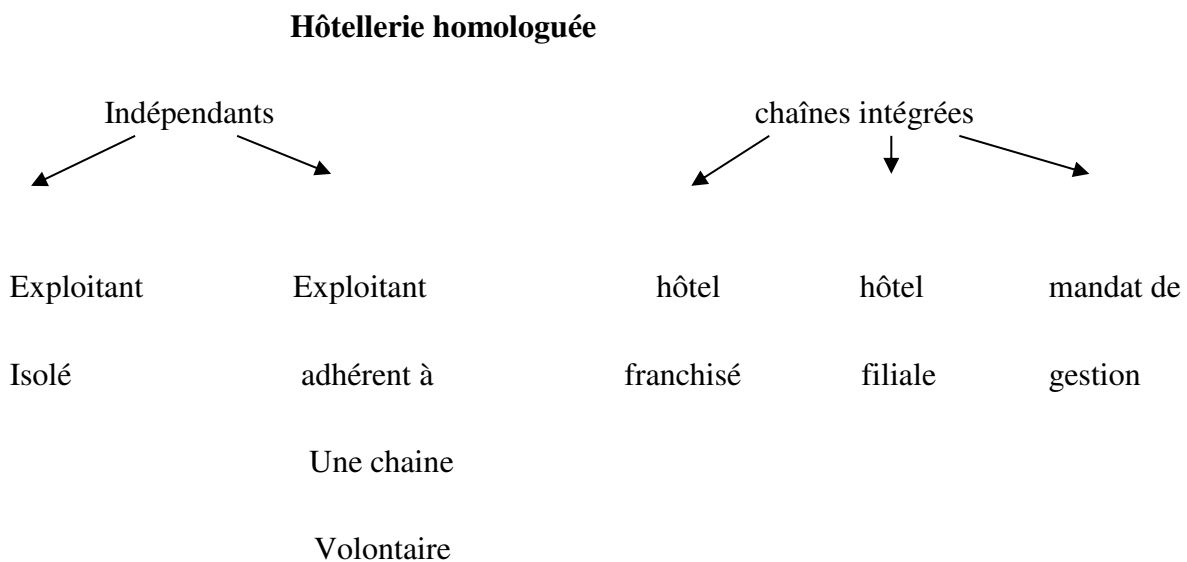 Hôtellerie homologuée
Indépendants chaînes intégrées
Exploitant Exploitant hôtel hôtel mandat de
Isolé adhérent à franchisé filiale gestion
Une chaine
Volontaire